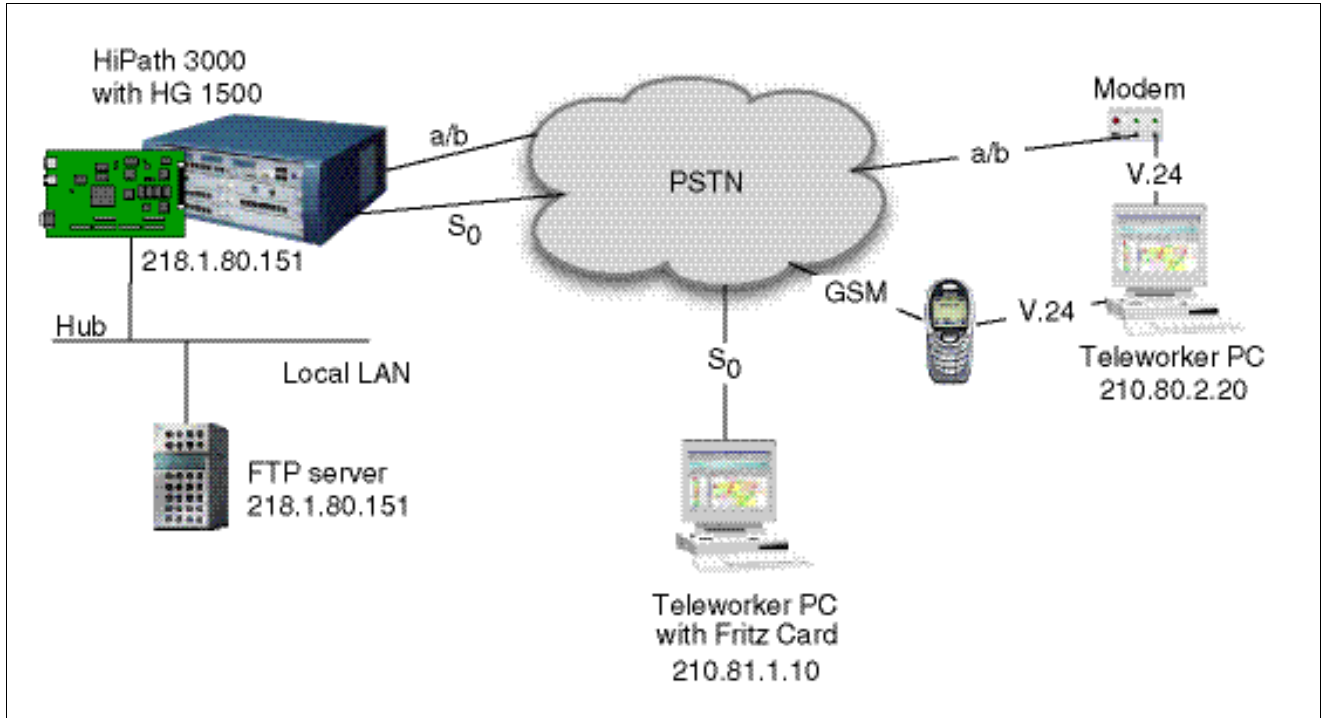 HiPath 3000
with HG 1500
a/b
S0
218.1.80.151
Hub
Local LAN
FTP server
218.1.80.151
PSTN
S0
Teleworker PC
with Fritz Card
210.81.1.10
GSM
V.24
a/b
Modem
V.24
Teleworker PC
210.80.2.20